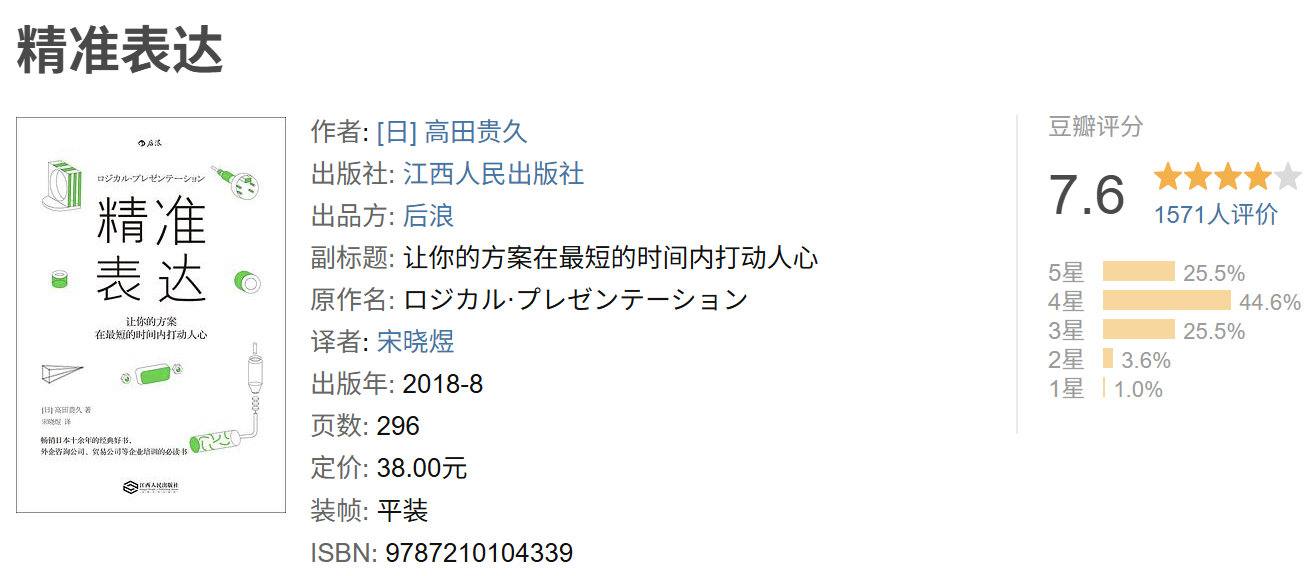 精准表达
后浪
ロジカル·プレゼンテーション
精准
表达
让你的方案
在最短的时间内打动人心
[日] 高田贵久 著
宋晓煜 译
畅销日本十余年的经典好书,
外企咨询公司、贸易公司等企业培训的必读书
江西人民出版社
作者: [日] 高田贵久
出版社: 江西人民出版社
出品方: 后浪
副标题: 让你的方案在最短的时间内打动人心
原作名: ロジカル·プレゼンテーション
译者: 宋晓煜
出版年: 2018-8
页数: 296
定价: 38.00元
装帧: 平装
ISBN: 9787210104339
豆瓣评分
7.6
1571人评价
5星 25.5%
4星 44.6%
3星 25.5%
2星 3.6%
1星 1.0%